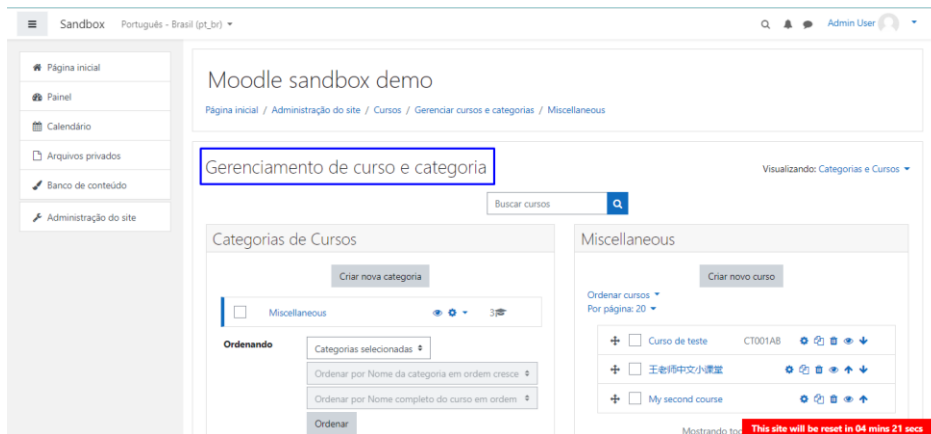 Sandbox Português - Brasil (pt_br)
Admin User
Página inicial
Painel
Calendário
Arquivos privados
Banco de conteúdo
Administração do site
Moodle sandbox demo
Página inicial / Administração do site / Cursos / Gerenciar cursos e categorias / Miscellaneous
Gerenciamento de curso e categoria
Visualizando: Categorias e Cursos
Buscar cursos
Categorias de Cursos
Criar nova categoria
Miscellaneous 3
Ordenando
Categorias selecionadas
Ordenar por Nome da categoria em ordem cresce
Ordenar por Nome completo do curso em ordem
Ordenar
Miscellaneous
Criar novo curso
Ordenar cursos
Por página: 20
Curso de teste CT001AB
王老师中文小课堂
My second course
Mostrando
This site will be reset in 04 mins 21 secs